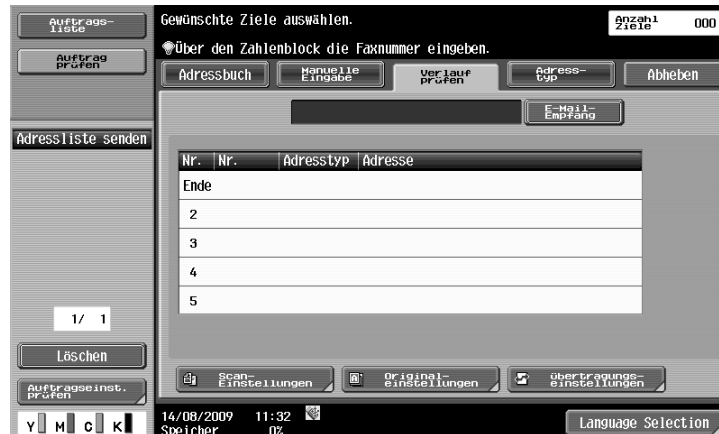 Auftrags-
liste
Auftrag
prüfen
Adressliste senden
1/ 1
Löschen
Auftragseinst.
prüfen
Y M C K
Gewünschte Ziele auswählen.
Über den Zahlenblock die Faxnummer eingeben.
Anzahl
Ziele 000
Adressbuch
Manuelle
Eingabe
Verlauf
prüfen
Adress-
typ
Abheben
E-Mail-
Empfang
Nr. Nr. Adresstyp Adresse
Ende
2
3
4
5
Scan-
Einstellungen
Original-
einstellungen
übertragungs-
einstellungen
14/08/2009 11:32
Speicher 0%
Language Selection